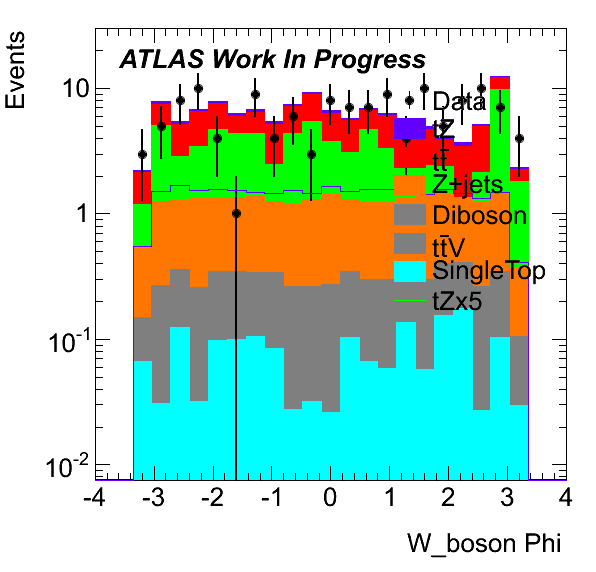 Events
ATLAS Work In Progress
10
1
10⁻¹
10⁻²
Data
tZ
tt̄
Z+jets
Diboson
tt̄V
SingleTop
tZx5
-4 -3 -2 -1 0 1 2 3 4
W_boson Phi